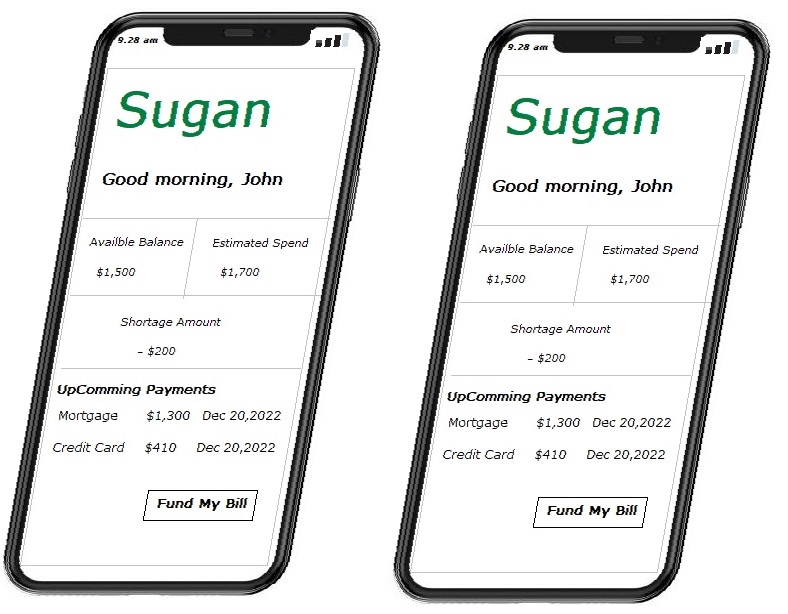 9.28 am
Sugan
Good morning, John
Availble Balance Estimated Spend
$1,500 $1,700
Shortage Amount
- $200
UpComming Payments
Mortgage $1,300 Dec 20,2022
Credit Card $410 Dec 20,2022
Fund My Bill
9.28 am
Sugan
Good morning, John
Availble Balance Estimated Spend
$1,500 $1,700
Shortage Amount
- $200
UpComming Payments
Mortgage $1,300 Dec 20,2022
Credit Card $410 Dec 20,2022
Fund My Bill